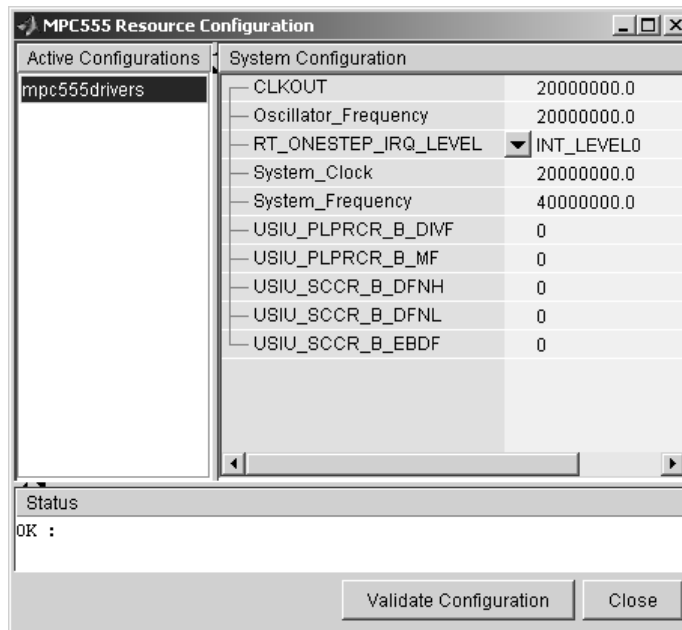 MPC555 Resource Configuration
Active Configurations
System Configuration
mpc555drivers
CLKOUT 20000000.0
Oscillator_Frequency 20000000.0
RT_ONESTEP_IRQ_LEVEL INT_LEVEL0
System_Clock 20000000.0
System_Frequency 40000000.0
USIU_PLPRCR_B_DIVF 0
USIU_PLPRCR_B_MF 0
USIU_SCCR_B_DFNH 0
USIU_SCCR_B_DFNL 0
USIU_SCCR_B_EBDF 0
Status
OK :
Validate Configuration
Close